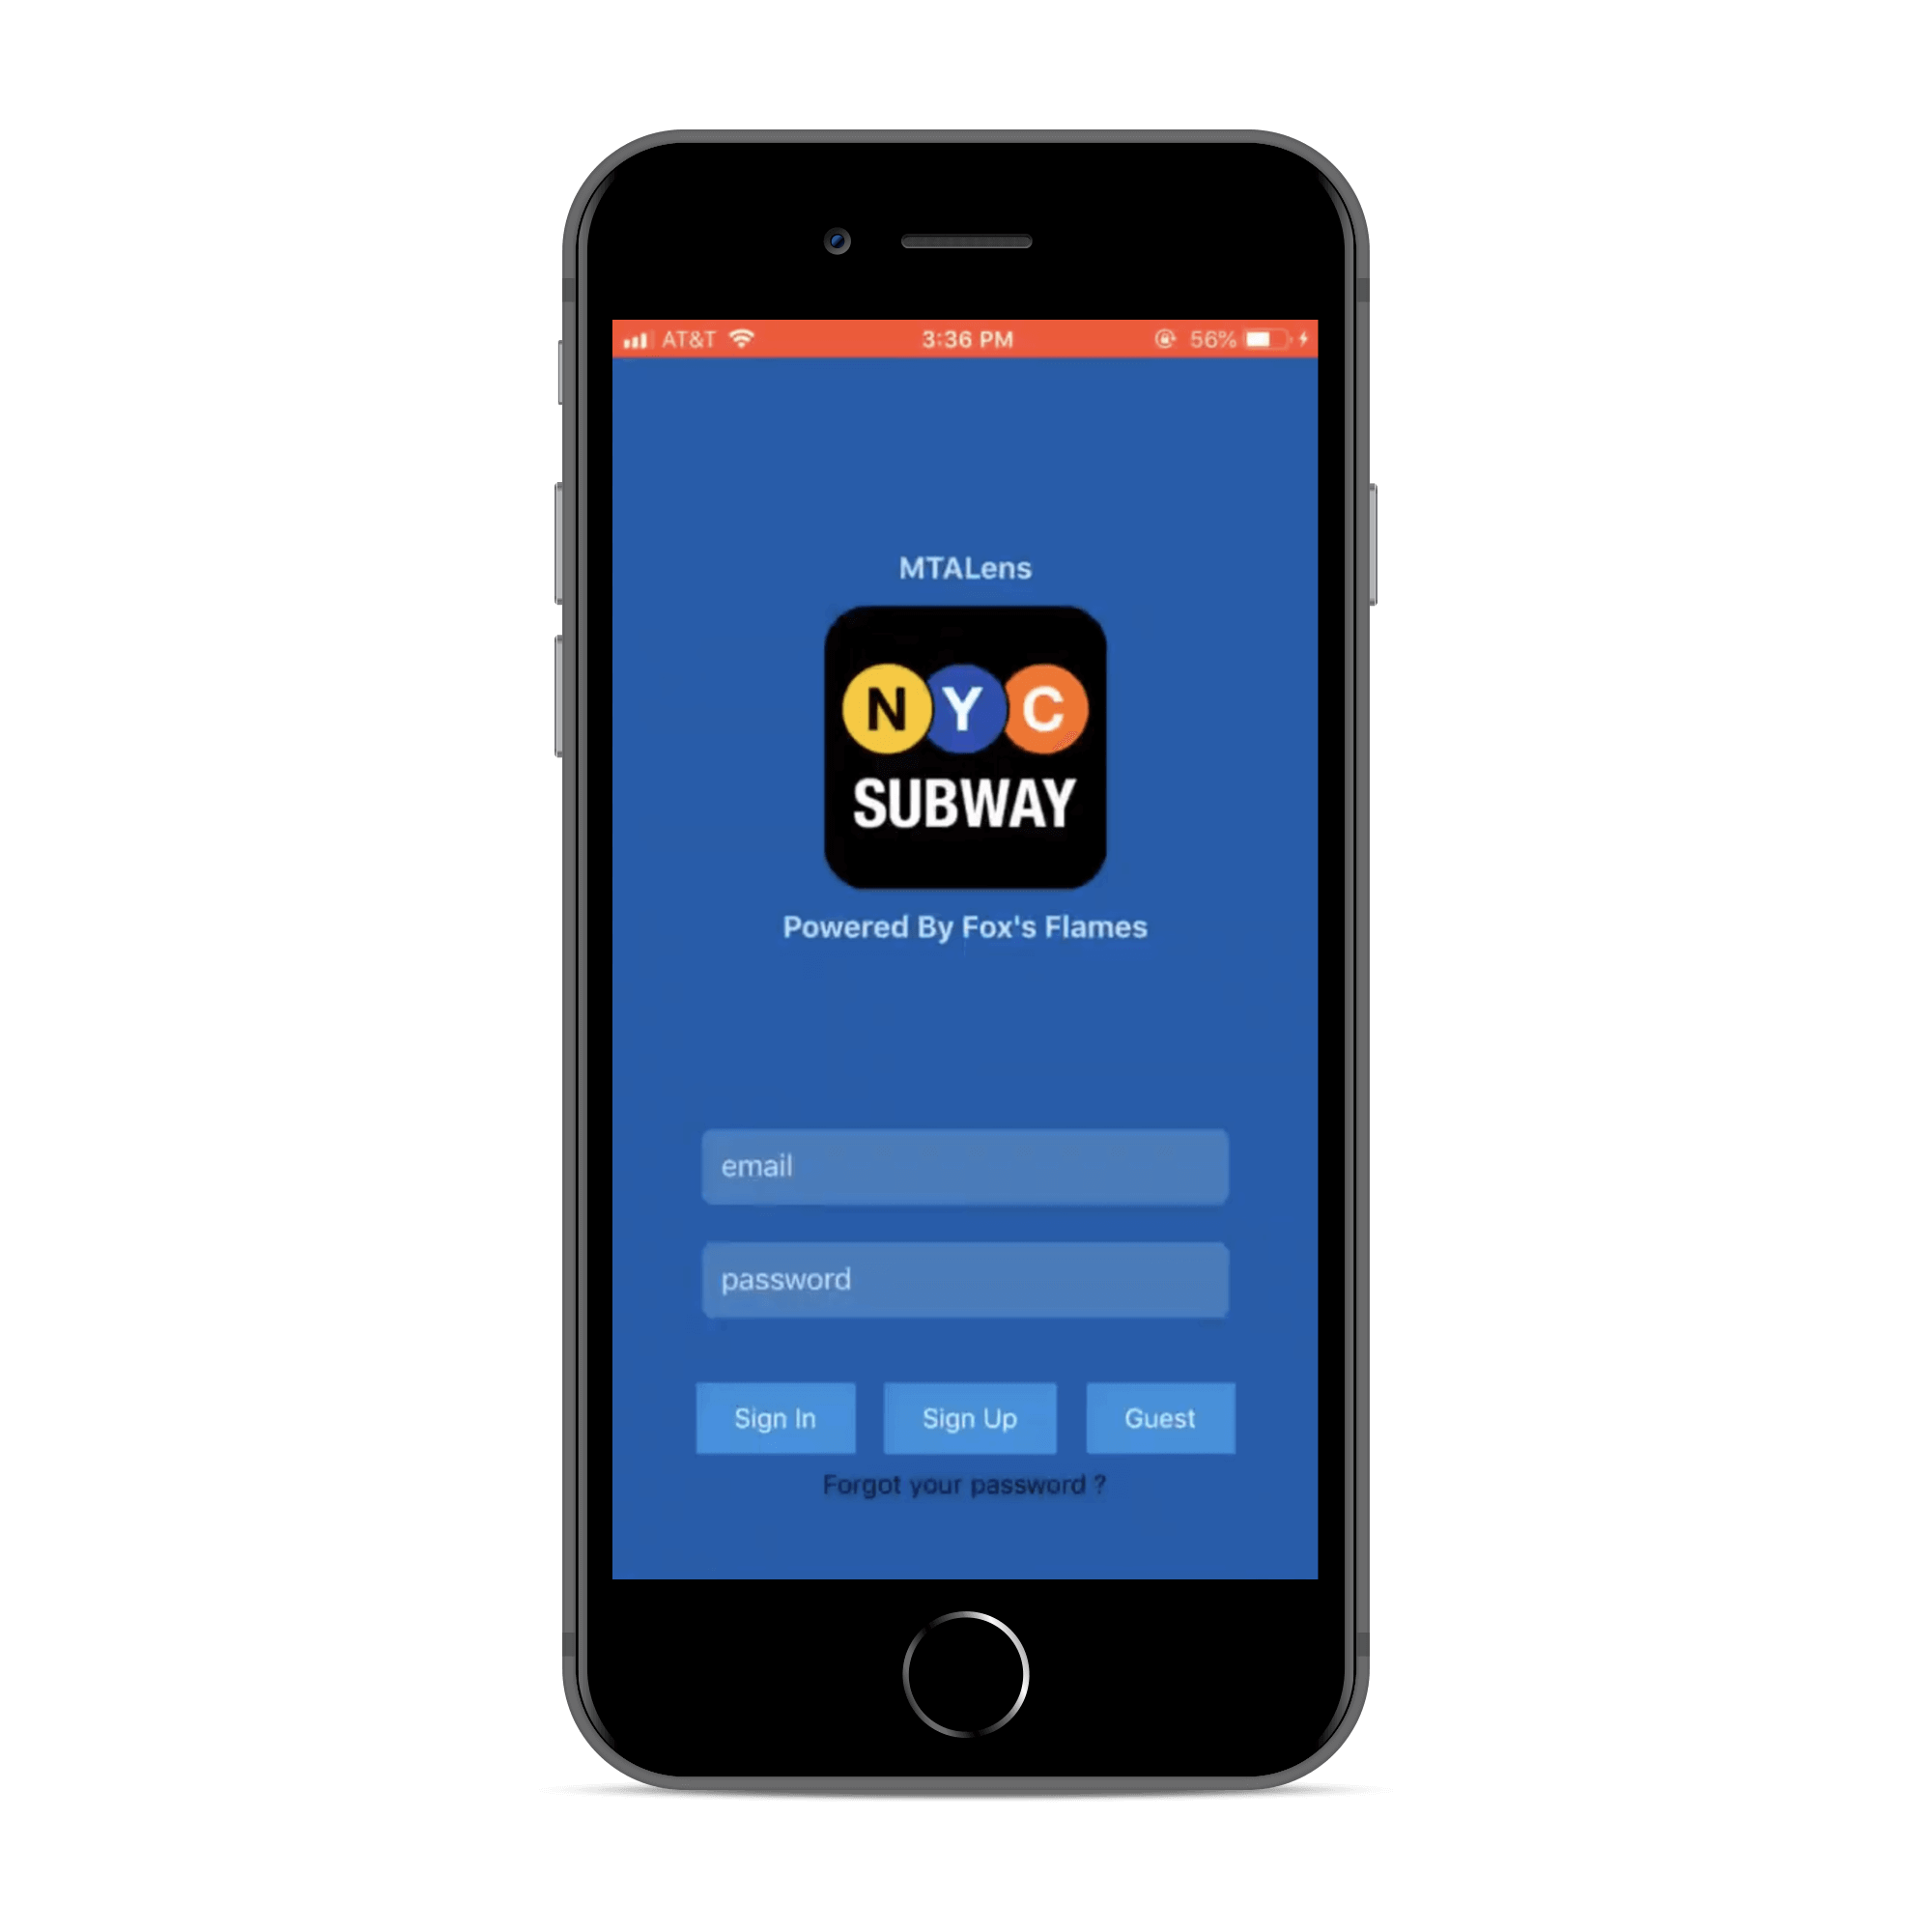 AT&T 3:36 PM 56%
MTALens
N Y C
SUBWAY
Powered By Fox's Flames
email
password
Sign In Sign Up Guest
Forgot your password ?